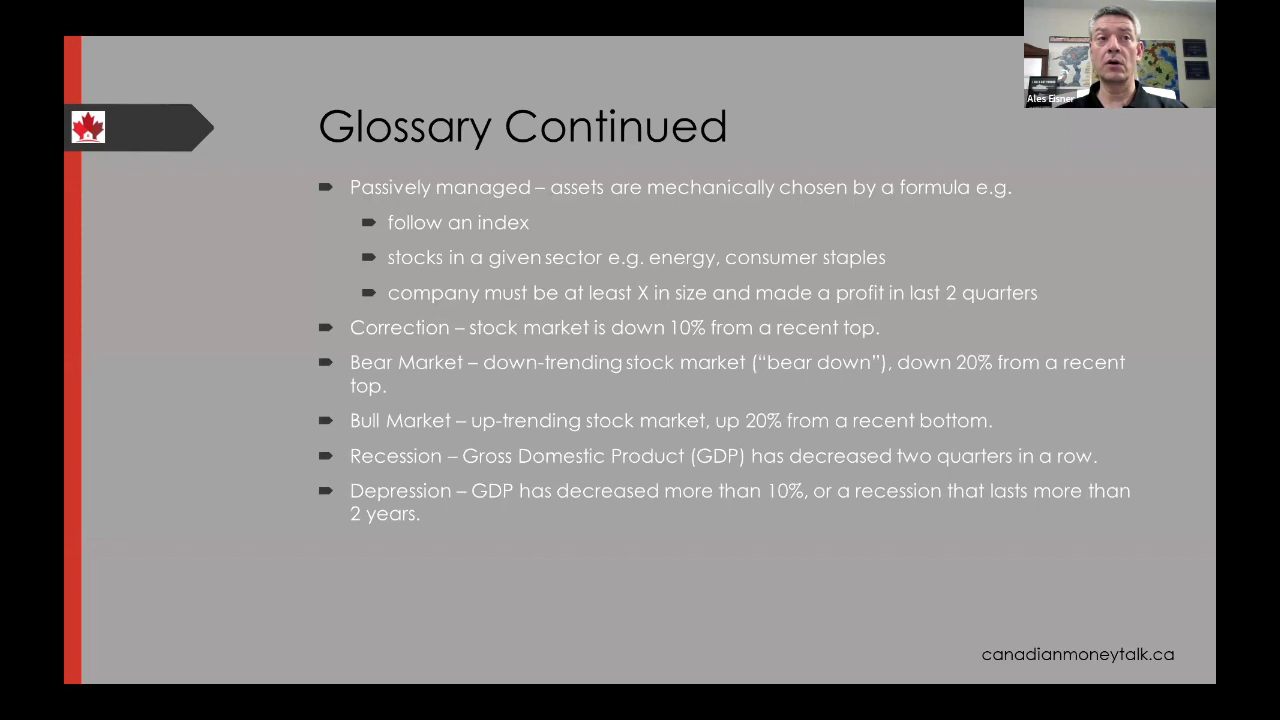 Ales Eisner
Glossary Continued
Passively managed – assets are mechanically chosen by a formula e.g.
follow an index
stocks in a given sector e.g. energy, consumer staples
company must be at least X in size and made a profit in last 2 quarters
Correction – stock market is down 10% from a recent top.
Bear Market – down-trending stock market (“bear down”), down 20% from a recent
top.
Bull Market – up-trending stock market, up 20% from a recent bottom.
Recession – Gross Domestic Product (GDP) has decreased two quarters in a row.
Depression – GDP has decreased more than 10%, or a recession that lasts more than
2 years.
canadianmoneytalk.ca